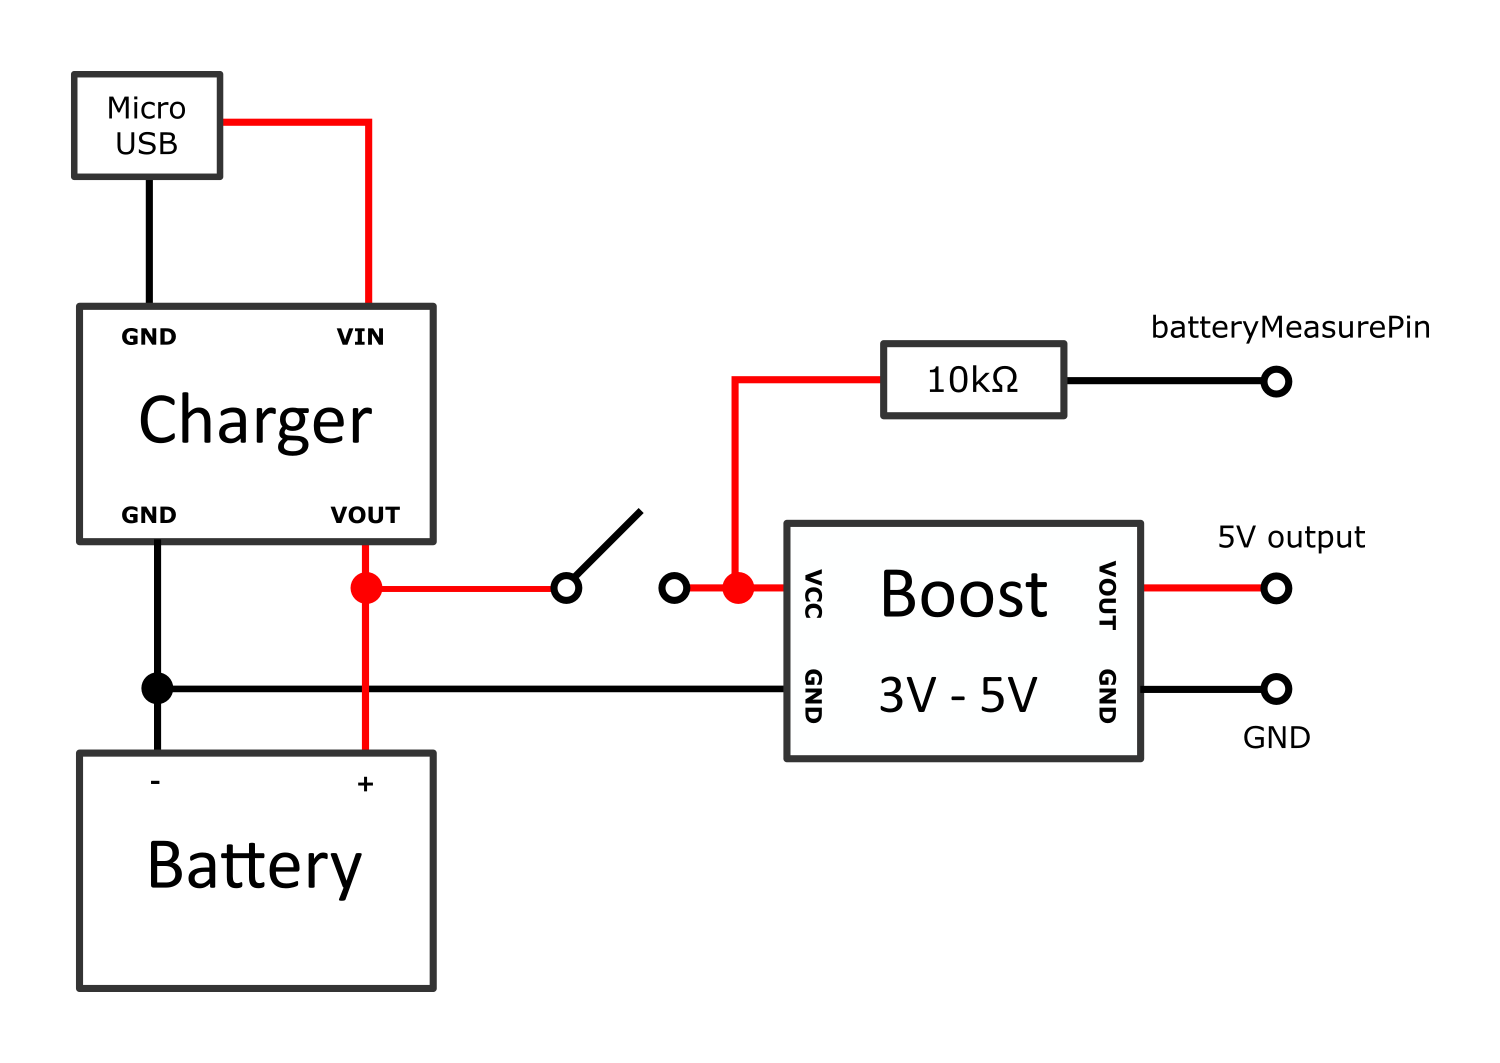 Micro
USB
GND VIN
Charger
GND VOUT
batteryMeasurePin
10kΩ
5V output
VCC
Boost
VOUT
GND
3V - 5V
GND
GND
- +
Battery